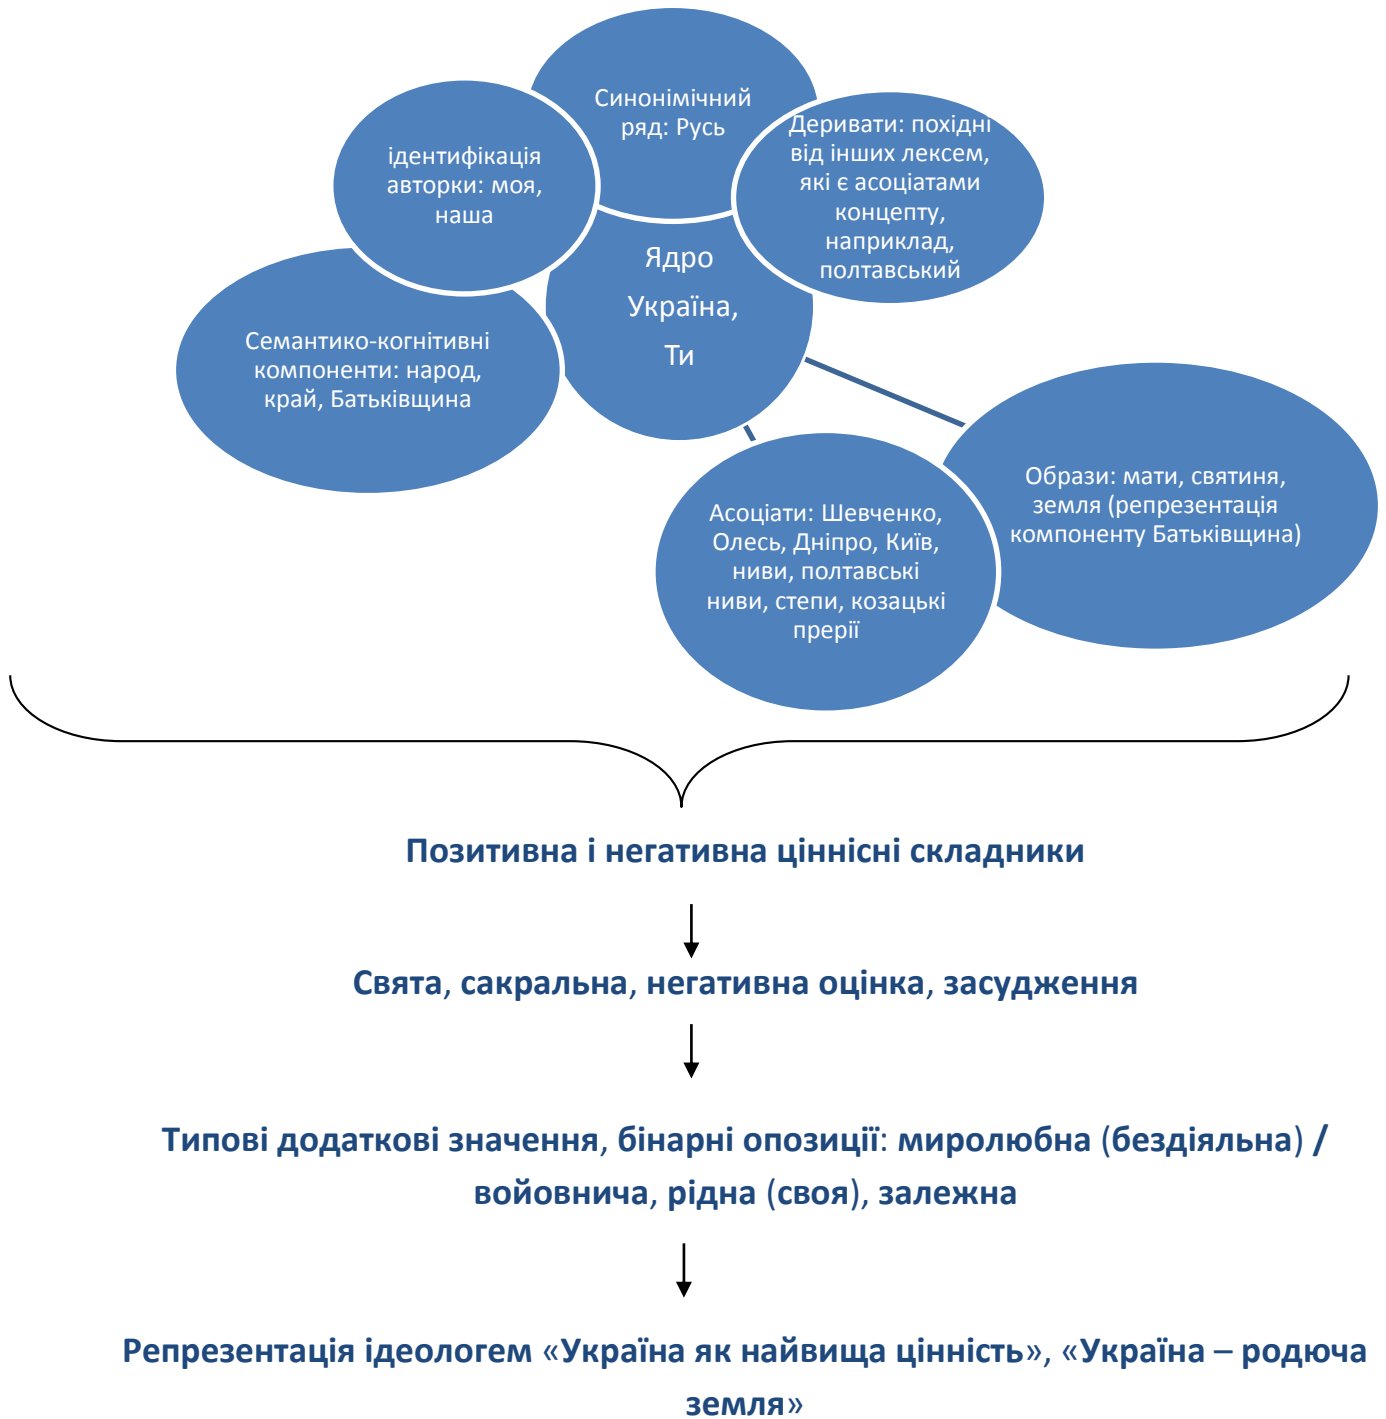 Синонімічний
ряд: Русь
ідентифікація
авторки: моя,
наша
Деривати: похідні
від інших лексем,
які є асоціатами
концепту,
наприклад,
полтавський
Ядро
Україна,
Ти
Семантико-когнітивні
компоненти: народ,
край, Батьківщина
Образи: мати, святиня,
земля (репрезентація
компоненту Батьківщина)
Асоціати: Шевченко,
Олесь, Дніпро, Київ,
ниви, полтавські
ниви, степи, козацькі
прерії
Позитивна і негативна ціннісні складники
Свята, сакральна, негативна оцінка, засудження
Типові додаткові значення, бінарні опозиції: миролюбна (бездіяльна) /
войовнича, рідна (своя), залежна
Репрезентація ідеологем «Україна як найвища цінність», «Україна – родюча
земля»